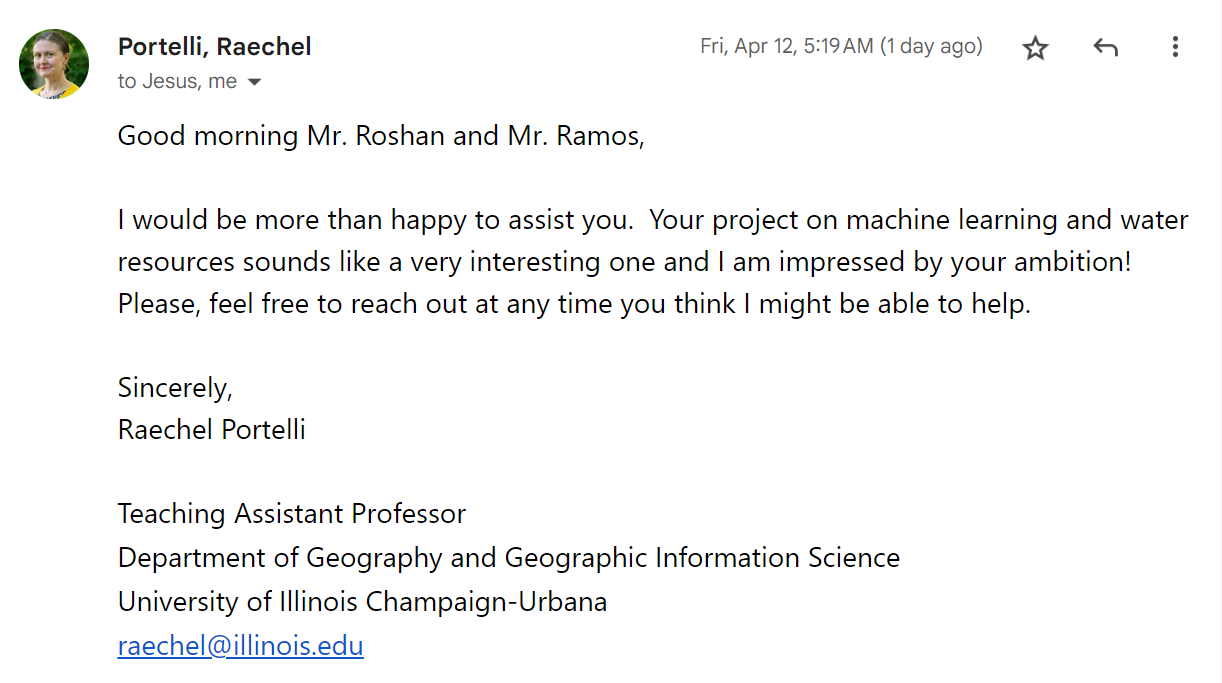 Portelli, Raechel
Fri, Apr 12, 5:19 AM (1 day ago)
to Jesus, me
Good morning Mr. Roshan and Mr. Ramos,
I would be more than happy to assist you.  Your project on machine learning and water
resources sounds like a very interesting one and I am impressed by your ambition!
Please, feel free to reach out at any time you think I might be able to help.
Sincerely,
Raechel Portelli
Teaching Assistant Professor
Department of Geography and Geographic Information Science
University of Illinois Champaign-Urbana
raechel@illinois.edu